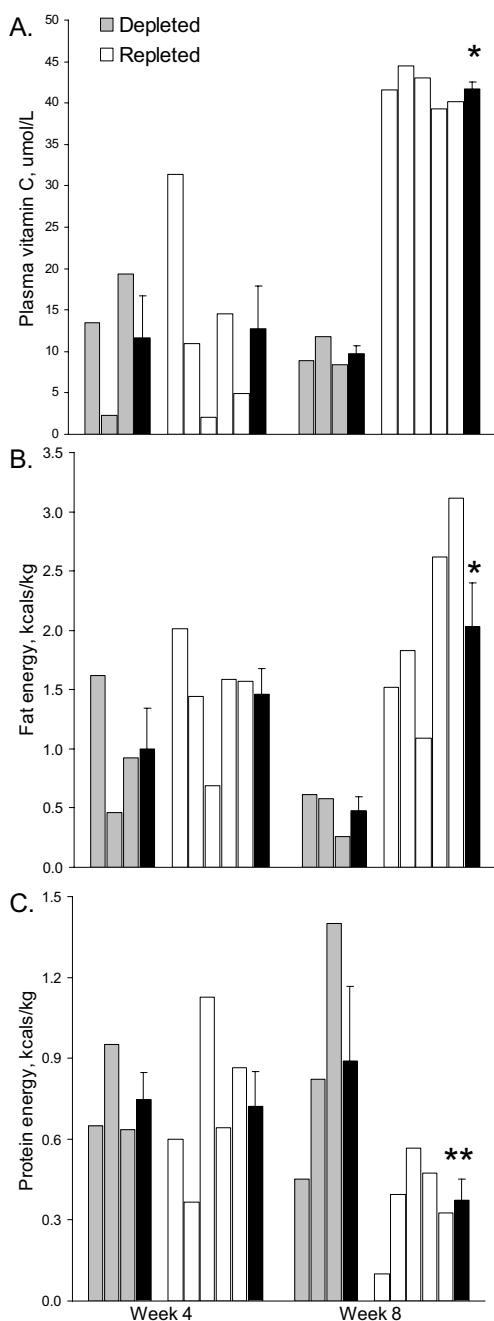 A.
Depleted
Repleted
*
Plasma vitamin C, umol/L
50
45
40
35
30
25
20
15
10
5
0
B.
Fat energy, kcals/kg
3.5
3.0
2.5
2.0
1.5
1.0
0.5
0.0
*
C.
Protein energy, kcals/kg
1.5
1.2
0.9
0.6
0.3
0.0
**
Week 4
Week 8